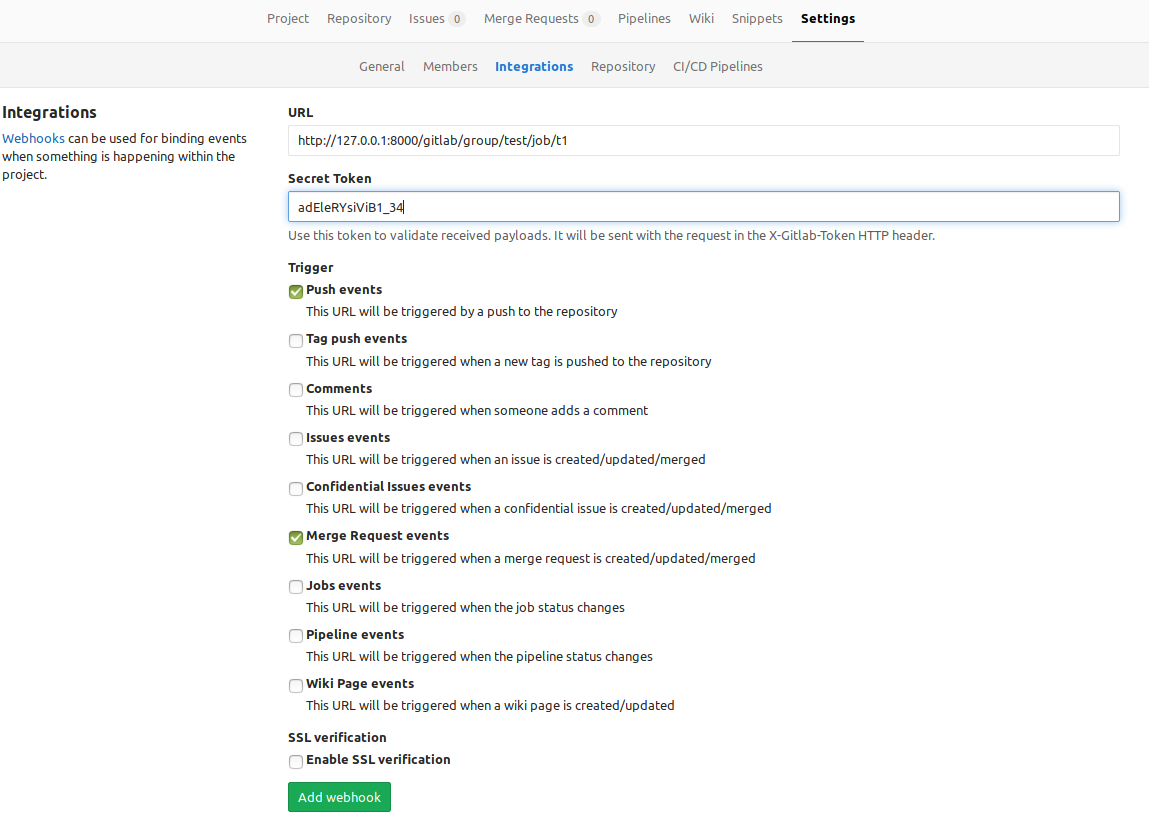 Project Repository Issues 0 Merge Requests 0 Pipelines Wiki Snippets Settings
General Members Integrations Repository CI/CD Pipelines
Integrations
Webhooks can be used for binding events
when something is happening within the
project.
URL
http://127.0.0.1:8000/gitlab/group/test/job/t1
Secret Token
adEleRYsiViB1_34
Use this token to validate received payloads. It will be sent with the request in the X-Gitlab-Token HTTP header.
Trigger
Push events
This URL will be triggered by a push to the repository
Tag push events
This URL will be triggered when a new tag is pushed to the repository
Comments
This URL will be triggered when someone adds a comment
Issues events
This URL will be triggered when an issue is created/updated/merged
Confidential Issues events
This URL will be triggered when a confidential issue is created/updated/merged
Merge Request events
This URL will be triggered when a merge request is created/updated/merged
Jobs events
This URL will be triggered when the job status changes
Pipeline events
This URL will be triggered when the pipeline status changes
Wiki Page events
This URL will be triggered when a wiki page is created/updated
SSL verification
Enable SSL verification
Add webhook